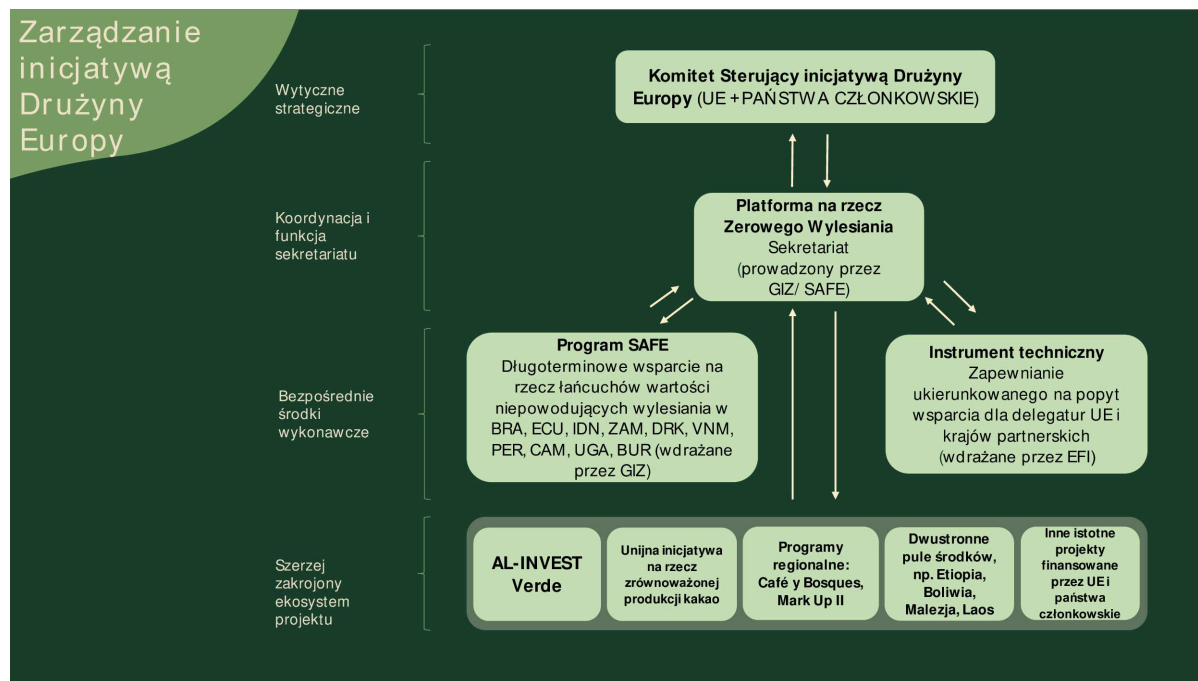 Zarządzanie
inicjatywą
Drużyny
Europy
Wytyczne
strategiczne
Komitet Sterujący inicjatywą Drużyny
Europy (UE +PAŃSTWA CZŁONKOWSKIE)
Koordynacja i
funkcja
sekretariatu
Platforma na rzecz
Zerowego Wylesiania
Sekretariat
(prowadzony przez
GIZ/ SAFE)
Bezpośrednie
środki
wykonawcze
Program SAFE
Długoterminowe wsparcie na
rzecz łańcuchów wartości
niepowodujących wylesiania w
BRA, ECU, IDN, ZAM, DRK, VNM,
PER, CAM, UGA, BUR (wdrażane
przez GIZ)
Instrument techniczny
Zapewnianie
ukierunkowanego na popyt
wsparcia dla delegatur UE i
krajów partnerskich
(wdrażane przez EFI)
Szerzej
zakrojony
ekosystem
projektu
AL-INVEST
Verde
Unijna inicjatywa
na rzecz
zrównoważonej
produkcji kakao
Programy
regionalne:
Café y Bosques,
Mark Up II
Dwustronne
pule środków,
np. Etiopia,
Boliwia,
Malezja, Laos
Inne istotne
projekty
finansowane
przez UE i
państwa
członkowskie